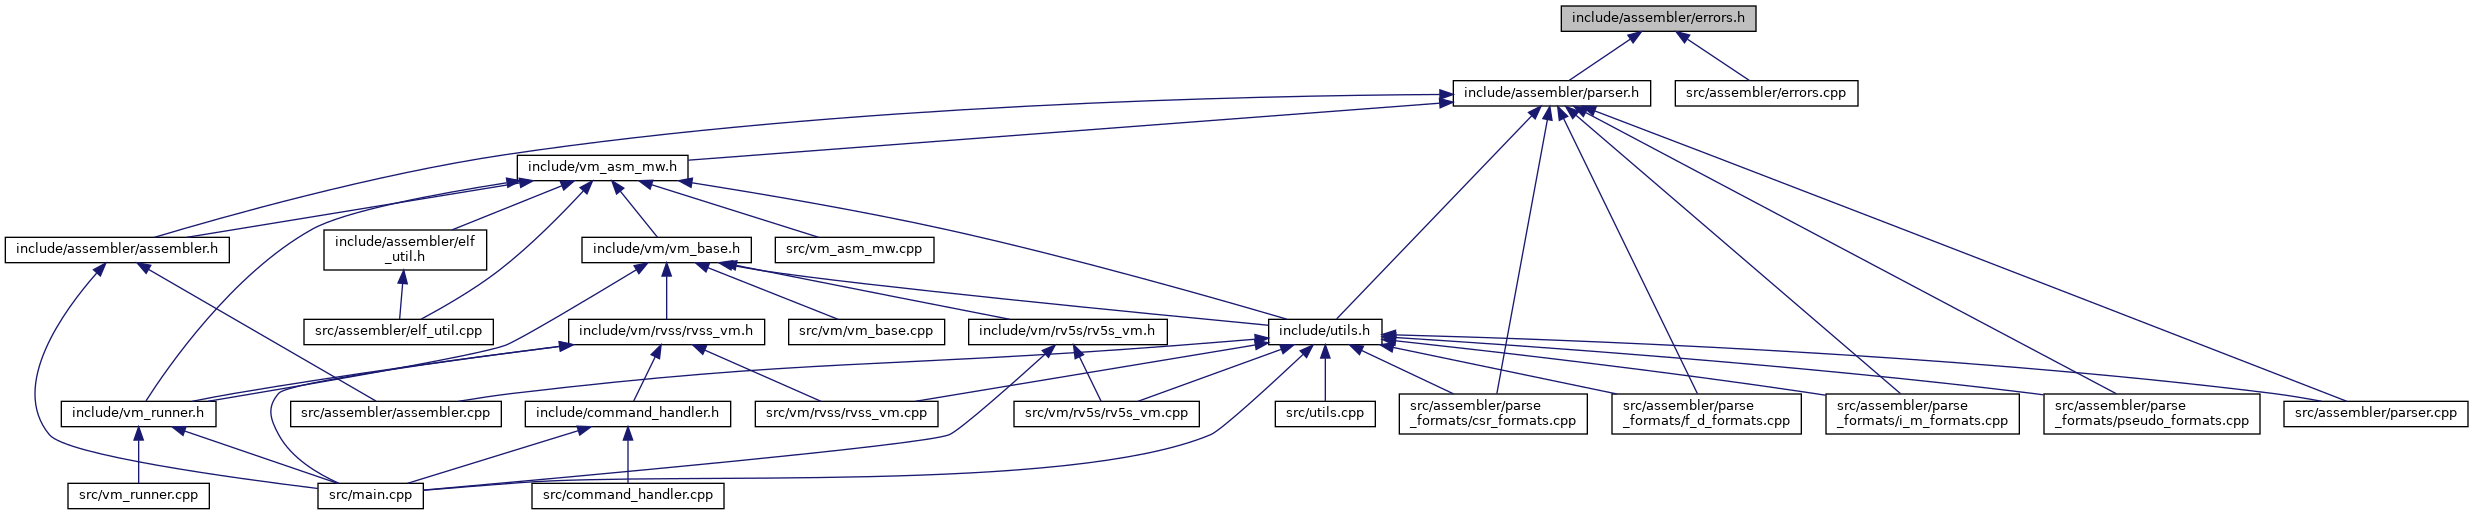 include/assembler/errors.h
include/assembler/parser.h
src/assembler/errors.cpp
include/vm_asm_mw.h
include/assembler/assembler.h
include/assembler/elf
_util.h
include/vm/vm_base.h
src/vm_asm_mw.cpp
src/assembler/elf_util.cpp
include/vm/rvss/rvss_vm.h
src/vm/vm_base.cpp
include/vm/rv5s/rv5s_vm.h
include/utils.h
include/vm_runner.h
src/assembler/assembler.cpp
include/command_handler.h
src/vm/rvss/rvss_vm.cpp
src/vm/rv5s/rv5s_vm.cpp
src/utils.cpp
src/assembler/parse
_formats/csr_formats.cpp
src/assembler/parse
_formats/f_d_formats.cpp
src/assembler/parse
_formats/i_m_formats.cpp
src/assembler/parse
_formats/pseudo_formats.cpp
src/assembler/parser.cpp
src/vm_runner.cpp
src/main.cpp
src/command_handler.cpp